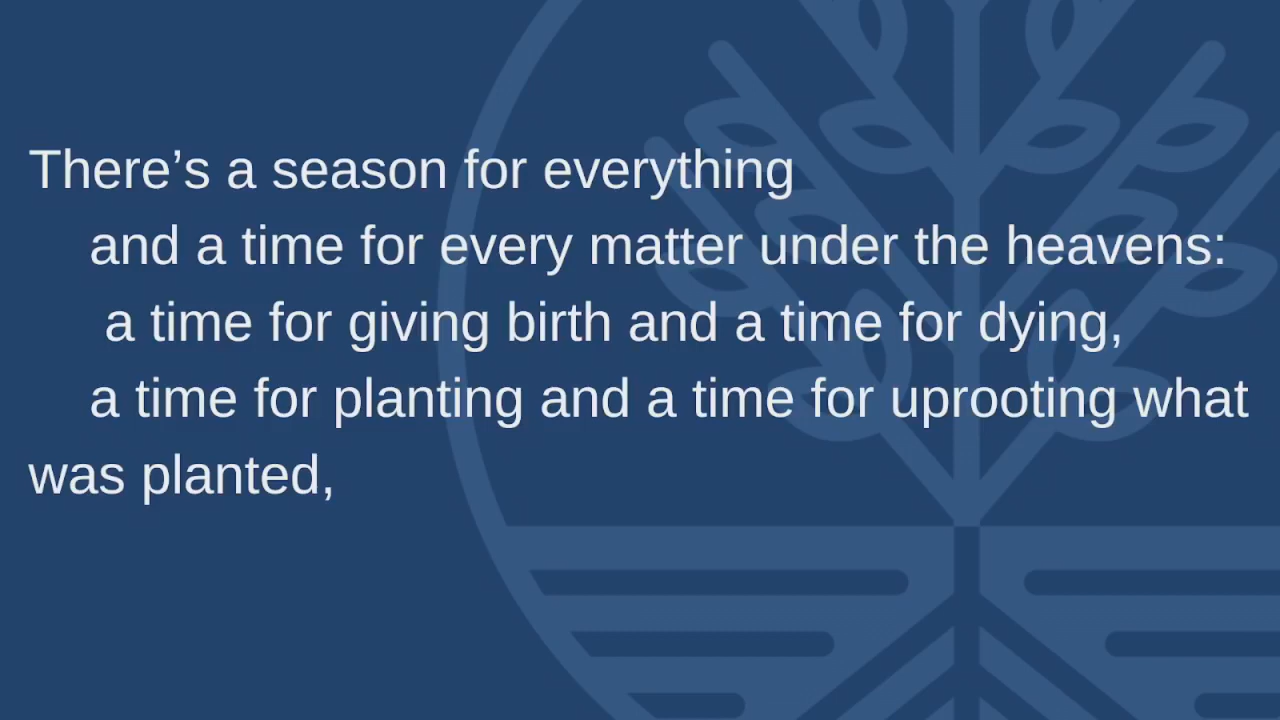 There’s a season for everything
and a time for every matter under the heavens:
a time for giving birth and a time for dying,
a time for planting and a time for uprooting what
was planted,